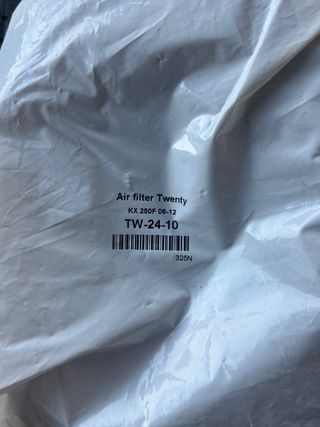 Air filter Twenty
KX 250F 06-12
TW-24-10
325N